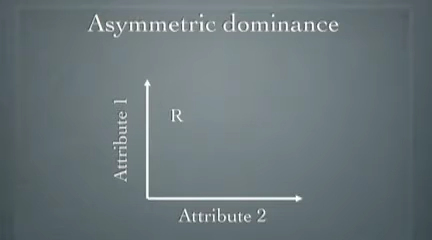 Asymmetric dominance
Attribute 1
R
Attribute 2